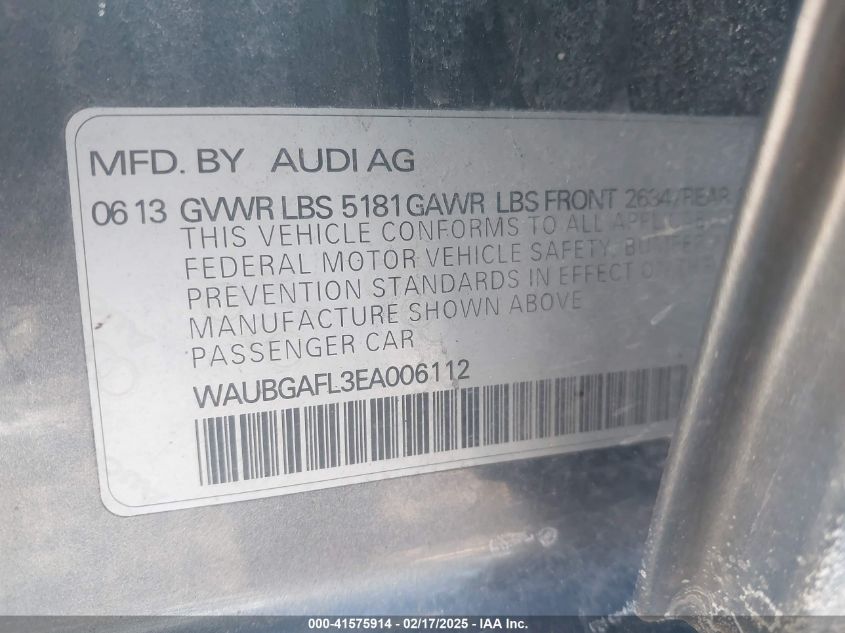 MFD. BY AUDI AG
06 13 GVWR LBS 5181 GAWR LBS FRONT 2634/REAR
THIS VEHICLE CONFORMS TO ALL
FEDERAL MOTOR VEHICLE SAFETY,
PREVENTION STANDARDS IN EFFECT
MANUFACTURE SHOWN ABOVE
PASSENGER CAR
WAUBGAFL3EA006112
000-41575914 - 02/17/2025 - IAA Inc.